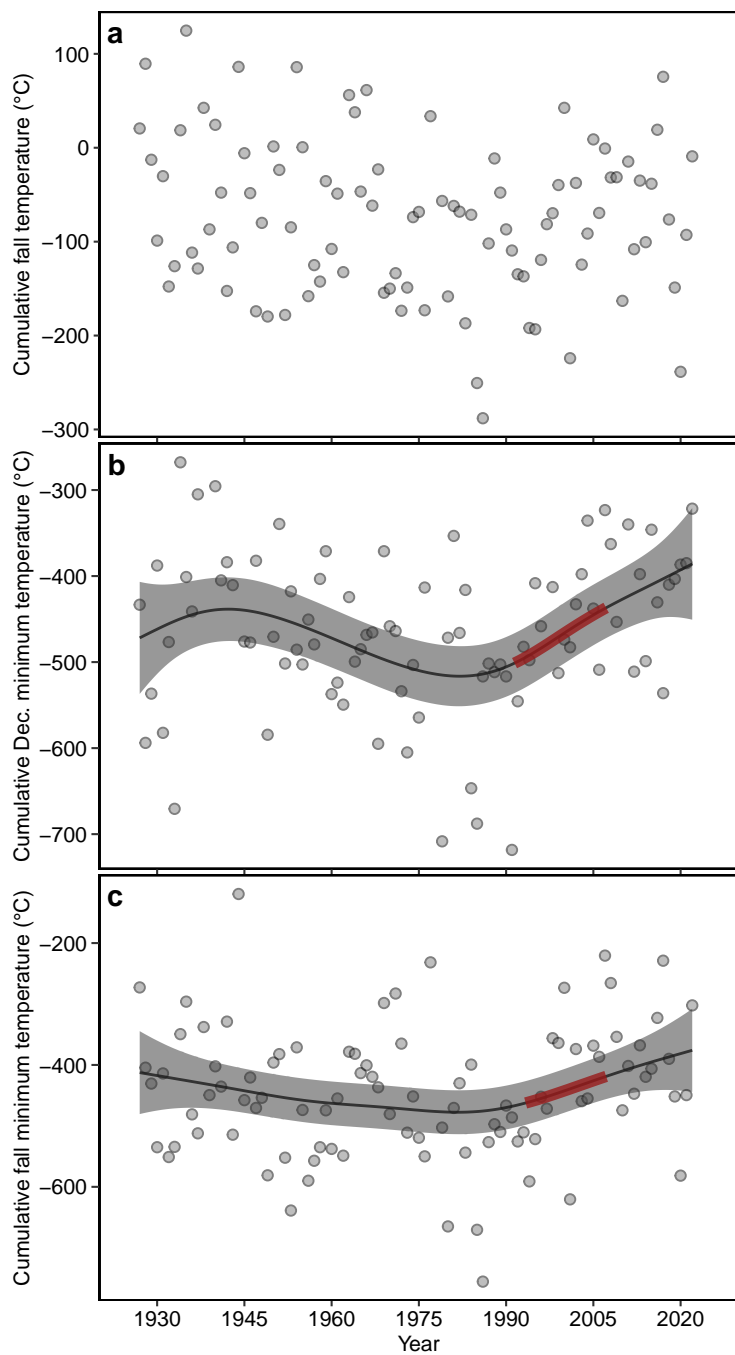 a
Cumulative fall temperature (°C)
100
0
−100
−200
−300
b
Cumulative Dec. minimum temperature (°C)
−300
−400
−500
−600
−700
c
Cumulative fall minimum temperature (°C)
−200
−400
−600
1930 1945 1960 1975 1990 2005 2020
Year